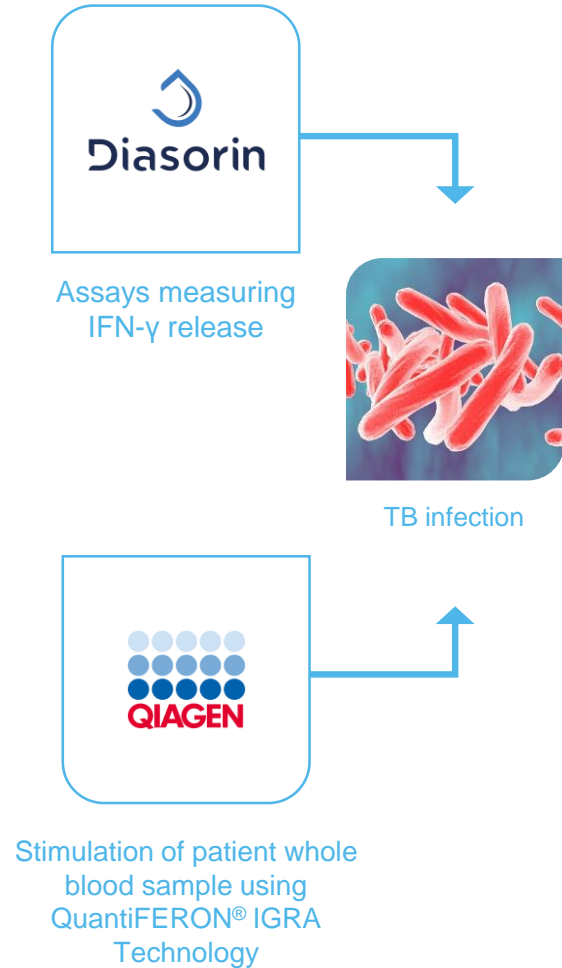 Diasorin
Assays measuring
IFN-γ release
TB infection
QIAGEN
Stimulation of patient whole
blood sample using
QuantiFERON® IGRA
Technology